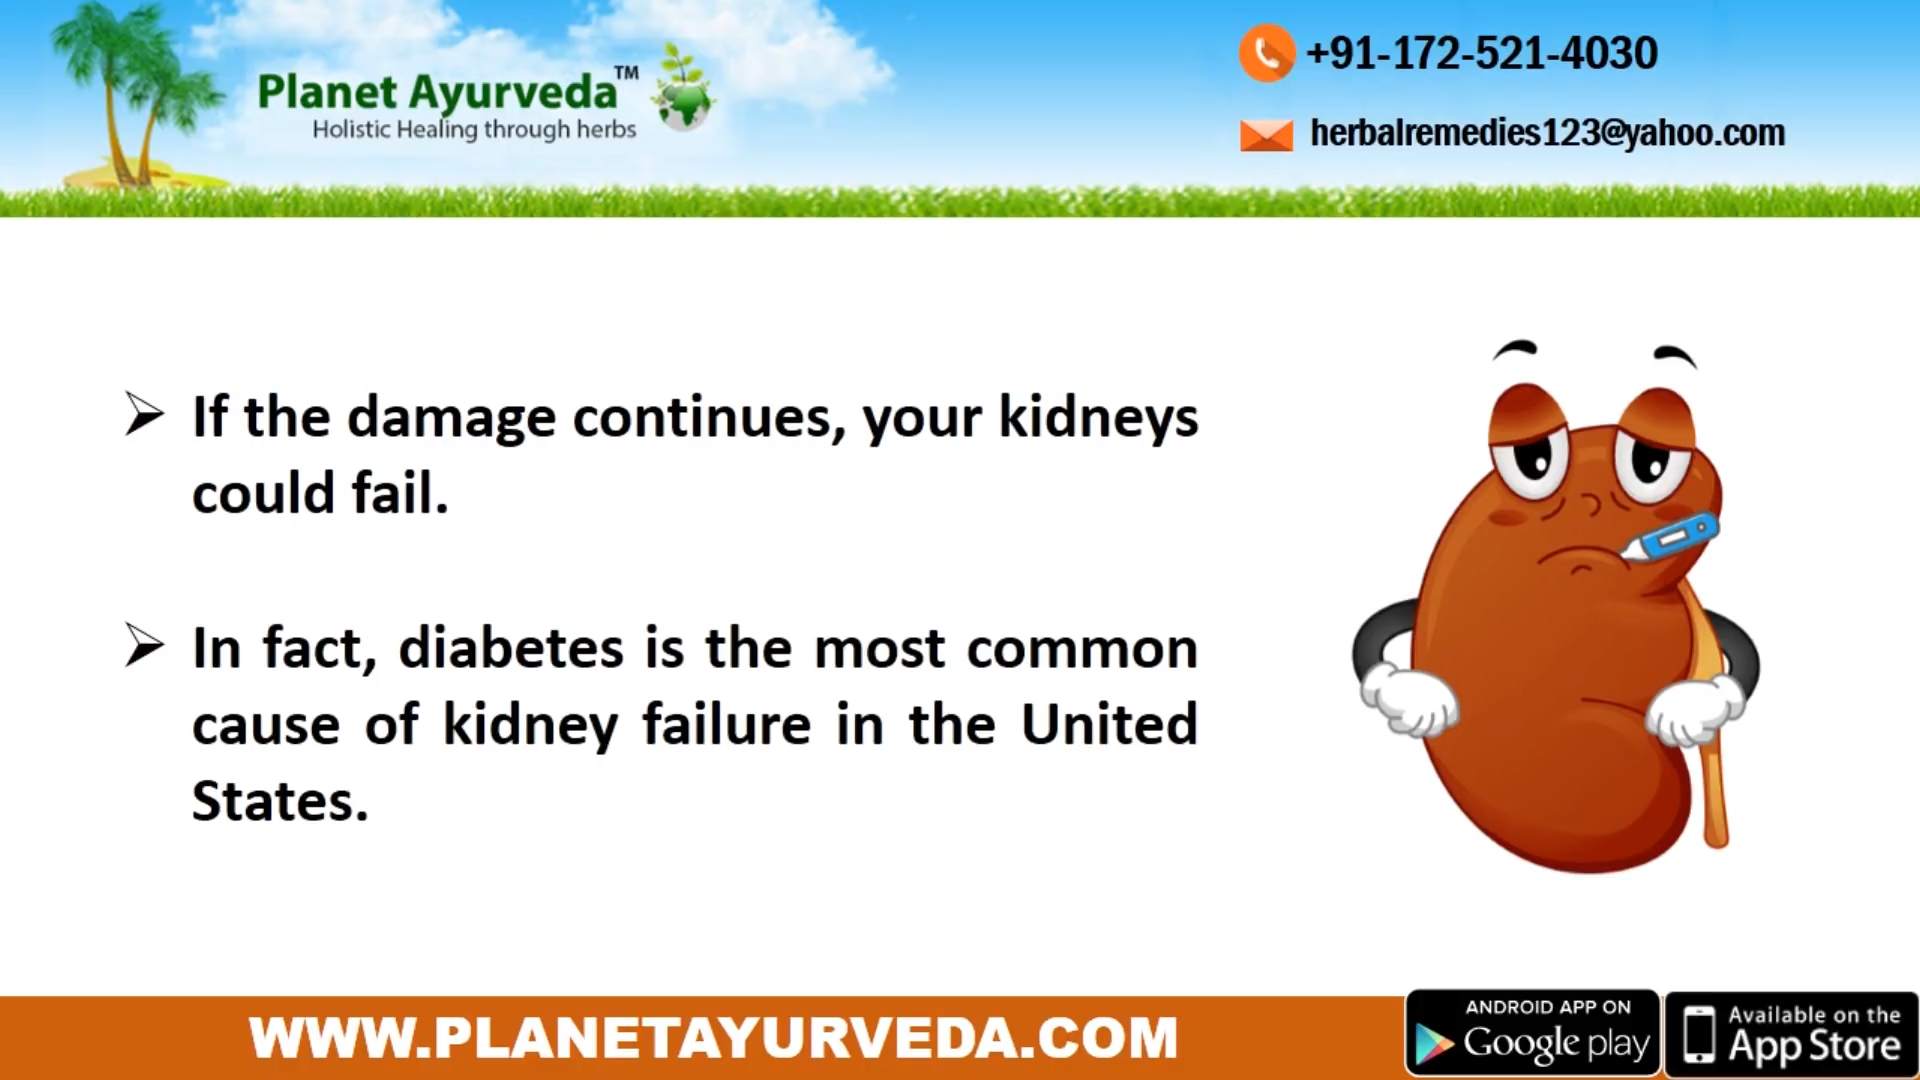 Planet Ayurveda™
Holistic Healing through herbs
+91-172-521-4030
herbalremedies123@yahoo.com
➢ If the damage continues, your kidneys
could fail.
➢ In fact, diabetes is the most common
cause of kidney failure in the United
States.
WWW.PLANETAYURVEDA.COM
ANDROID APP ON
Google play
Available on the
App Store